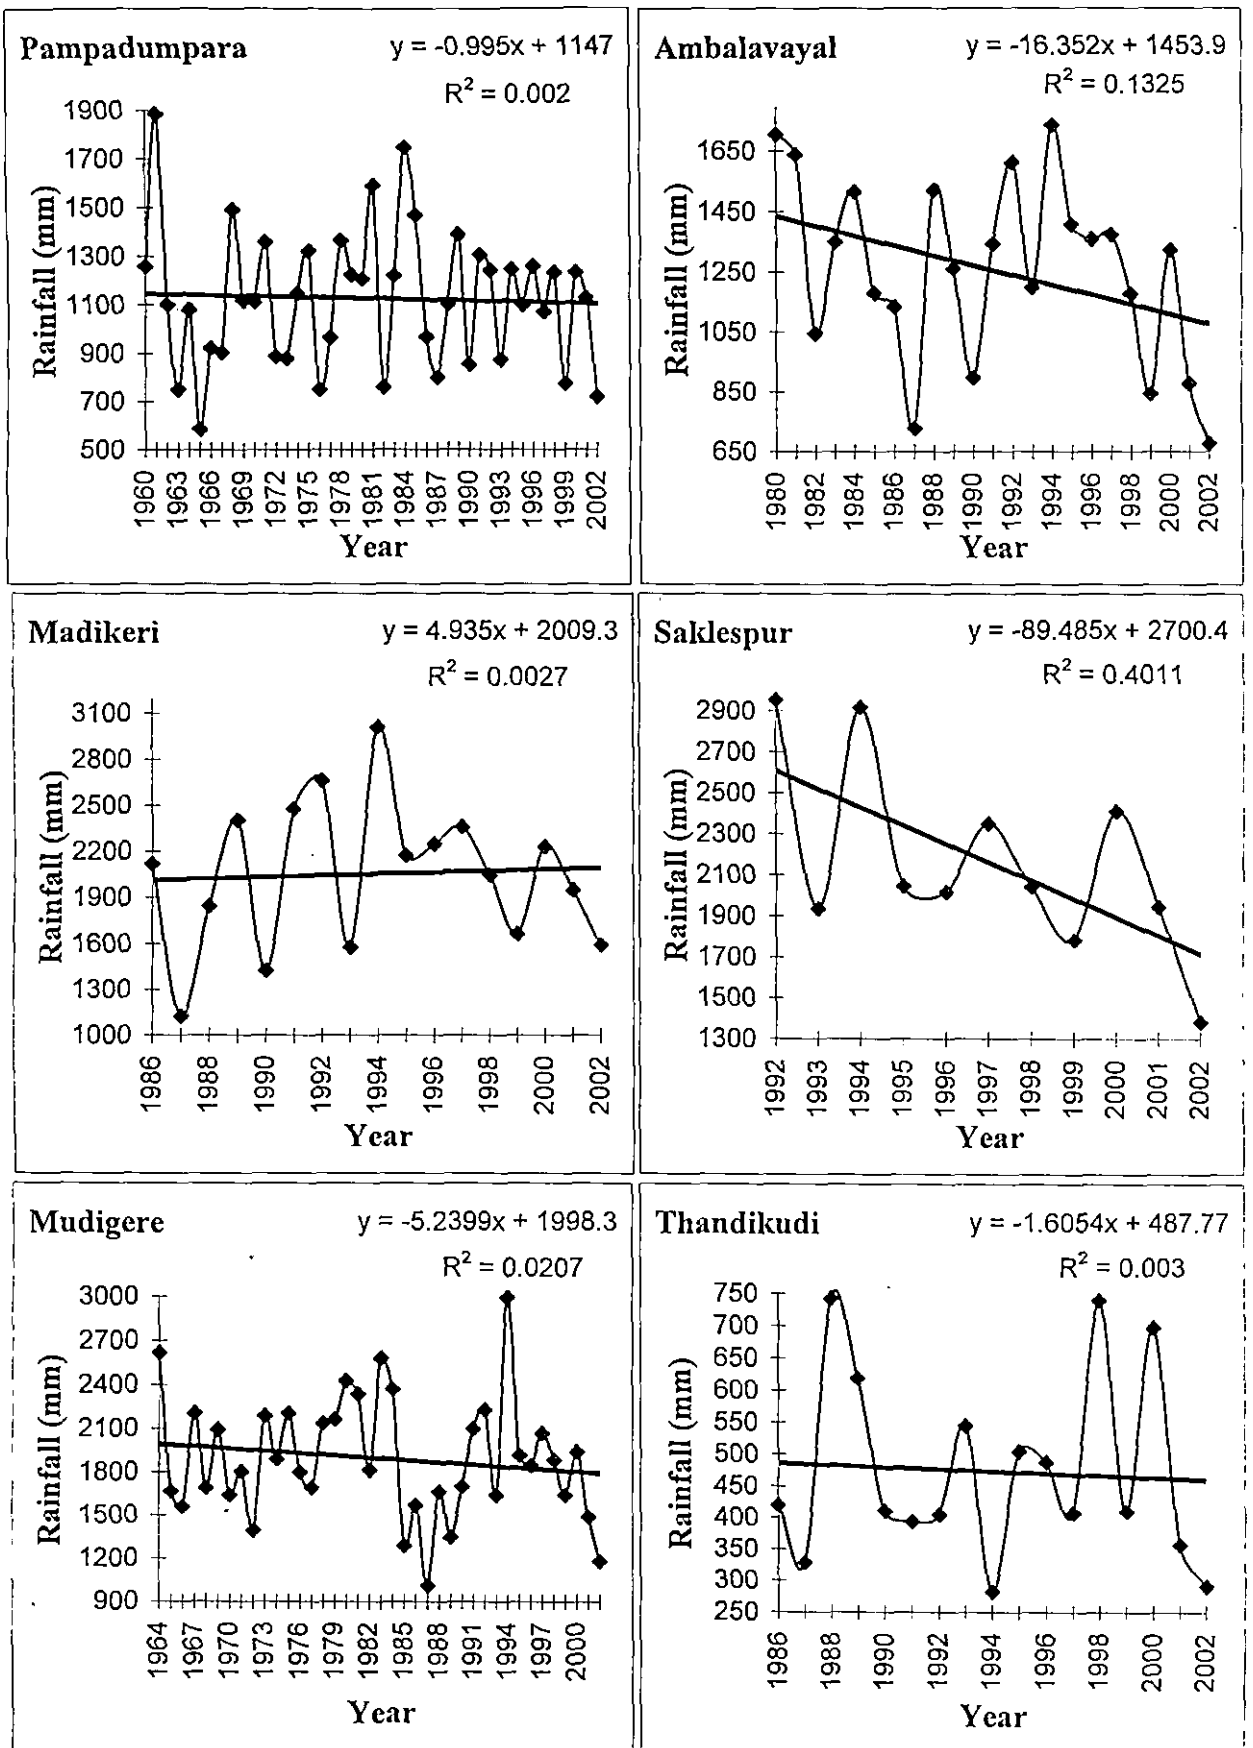 Pampadumpara
y = -0.995x + 1147
R² = 0.002
Rainfall (mm)
1900
1700
1500
1300
1100
900
700
500
1960 1963 1966 1969 1972 1975 1978 1981 1984 1987 1990 1993 1996 1999 2002
Year
Ambalavayal
y = -16.352x + 1453.9
R² = 0.1325
Rainfall (mm)
1650
1450
1250
1050
850
650
1980 1982 1984 1986 1988 1990 1992 1994 1996 1998 2000 2002
Year
Madikeri
y = 4.935x + 2009.3
R² = 0.0027
Rainfall (mm)
3100
2800
2500
2200
1900
1600
1300
1000
1986 1988 1990 1992 1994 1996 1998 2000 2002
Year
Saklespur
y = -89.485x + 2700.4
R² = 0.4011
Rainfall (mm)
2900
2700
2500
2300
2100
1900
1700
1500
1300
1992 1993 1994 1995 1996 1997 1998 1999 2000 2001 2002
Year
Mudigere
y = -5.2399x + 1998.3
R² = 0.0207
Rainfall (mm)
3000
2700
2400
2100
1800
1500
1200
900
1964 1967 1970 1973 1976 1979 1982 1985 1988 1991 1994 1997 2000
Year
Thandikudi
y = -1.6054x + 487.77
R² = 0.003
Rainfall (mm)
750
700
650
600
550
500
450
400
350
300
250
1986 1988 1990 1992 1994 1996 1998 2000 2002
Year